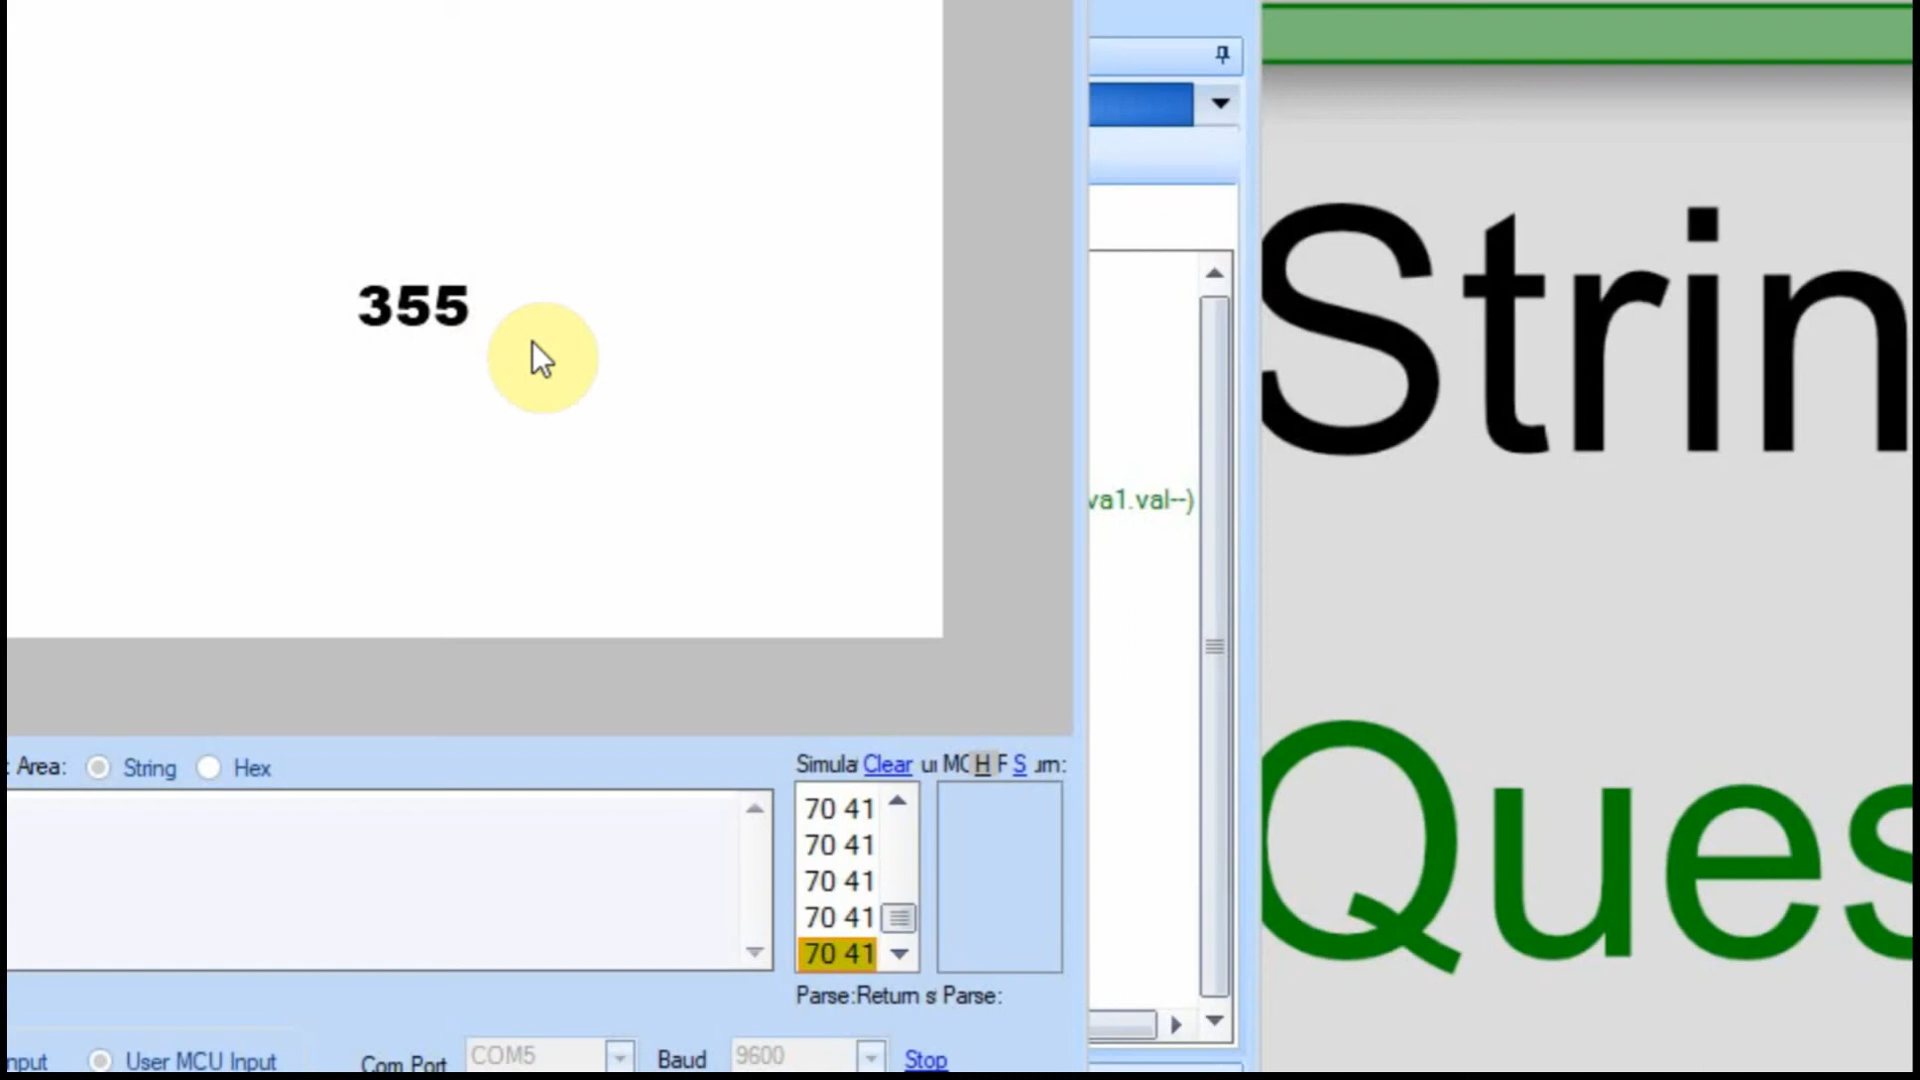 355
va1.val--)
Strin
Ques
Area:
String
Hex
Simula Clear MC H F S
70 41
70 41
70 41
70 41
70 41
Parse:Return s Parse:
nput
User MCU Input
Com Port
COM5
Baud
9600
Stop